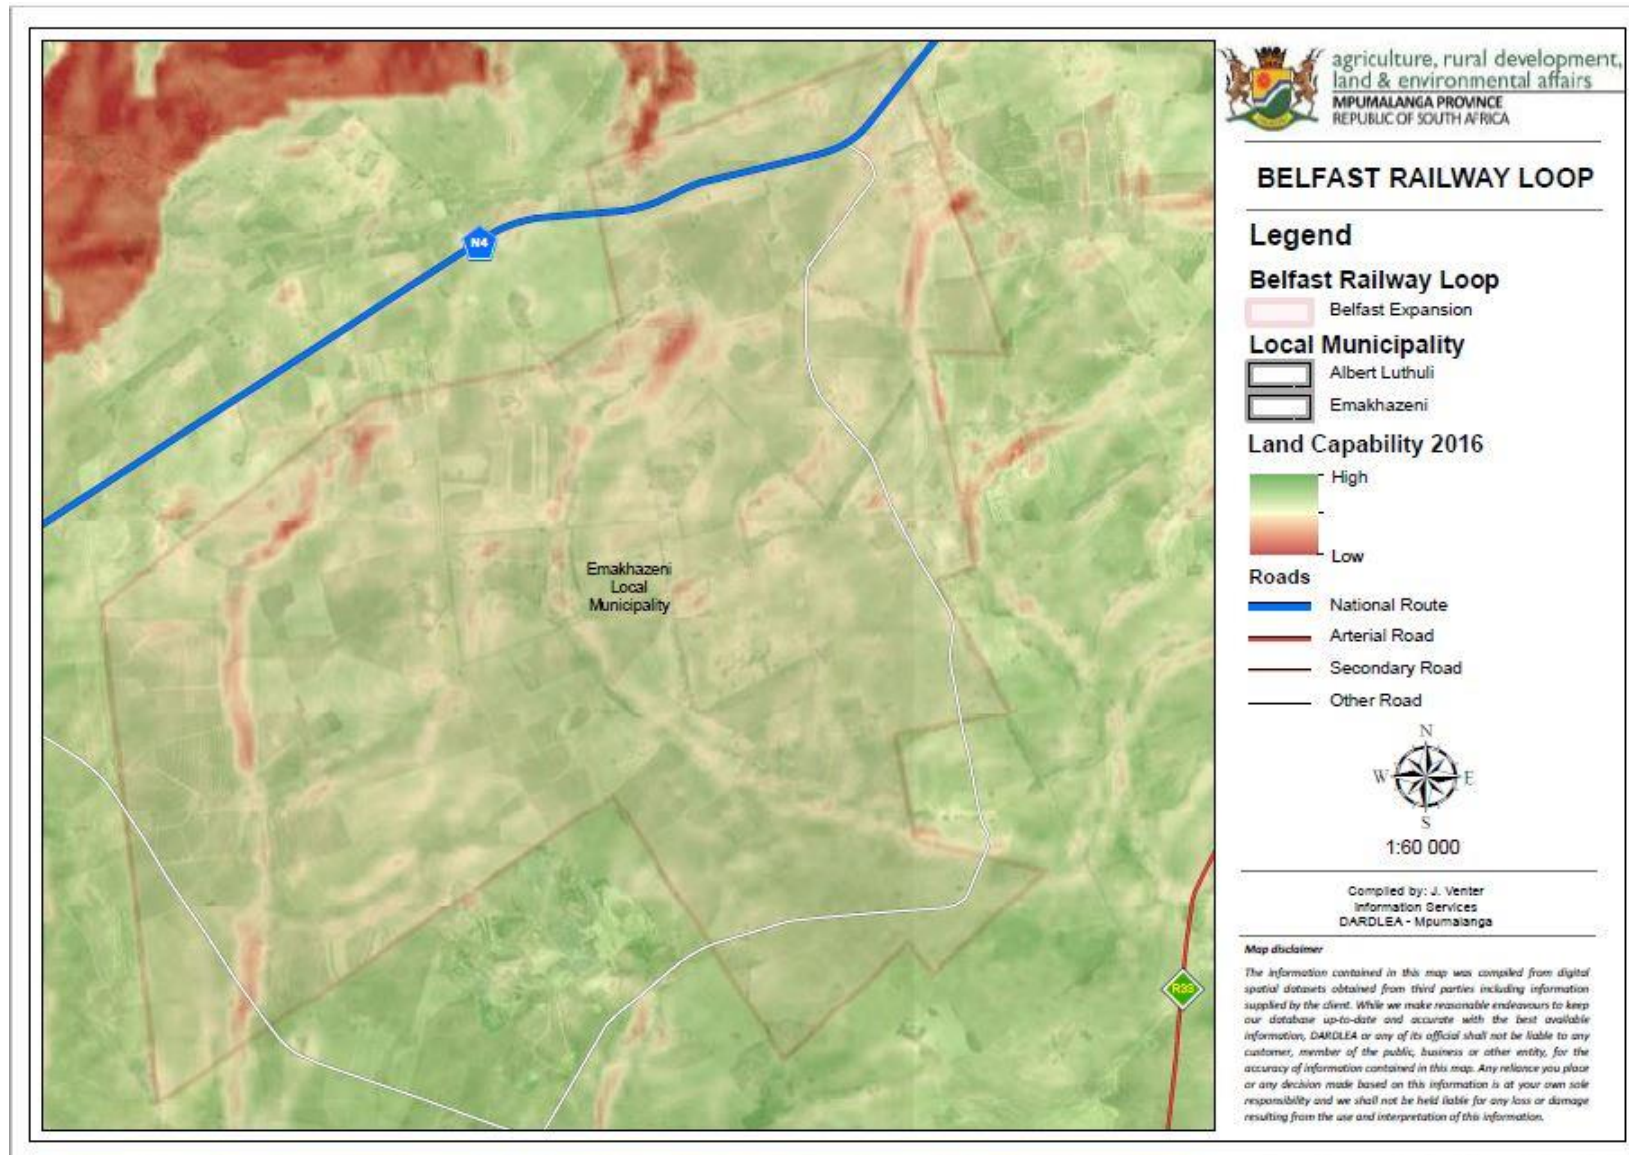 agriculture, rural development,
land & environmental affairs
MPUMALANGA PROVINCE
REPUBLIC OF SOUTH AFRICA
BELFAST RAILWAY LOOP
Legend
Belfast Railway Loop
Belfast Expansion
Local Municipality
Albert Luthuli
Emakhazeni
Land Capability 2016
High
Low
Roads
National Route
Arterial Road
Secondary Road
Other Road
N
W E
S
1:60 000
Compiled by: J. Venter
Information Services
DARDLEA - Mpumalanga
Map disclaimer
The information contained in this map was compiled from digital
spatial datasets obtained from third parties including information
supplied by the client. While we make reasonable endeavours to keep
our database up-to-date and accurate with the best available
information, DARDLEA or any of its official shall not be liable to any
customer, member of the public, business or other entity, for the
accuracy of information contained in this map. Any reliance you place
or any decision made based on this information is at your own sole
responsibility and we shall not be held liable for any loss or damage
resulting from the use and interpretation of this information.
N4
Emakhazeni
Local
Municipality
R33